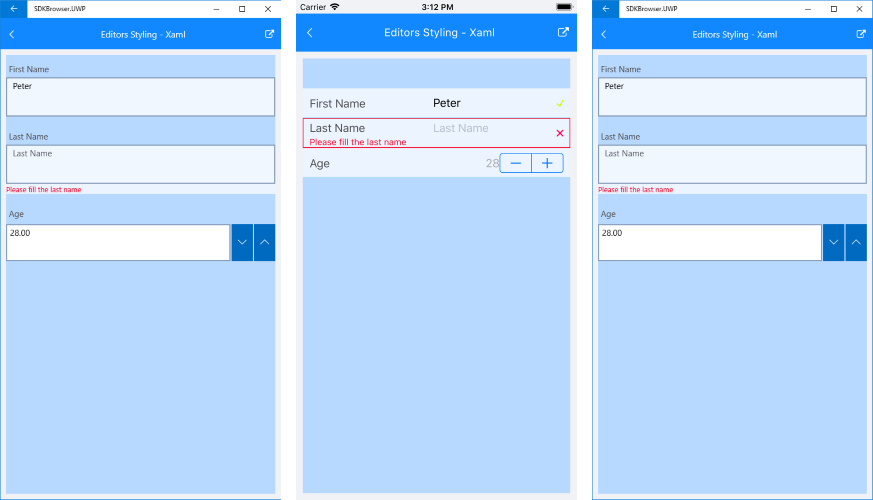 SDKBrowser.UWP
Editors Styling - Xaml
First Name
Peter
Last Name
Last Name
Please fill the last name
Age
28.00
Carrier 3:12 PM
Editors Styling - Xaml
First Name Peter
Last Name Last Name
Please fill the last name
Age 28
SDKBrowser.UWP
Editors Styling - Xaml
First Name
Peter
Last Name
Last Name
Please fill the last name
Age
28.00